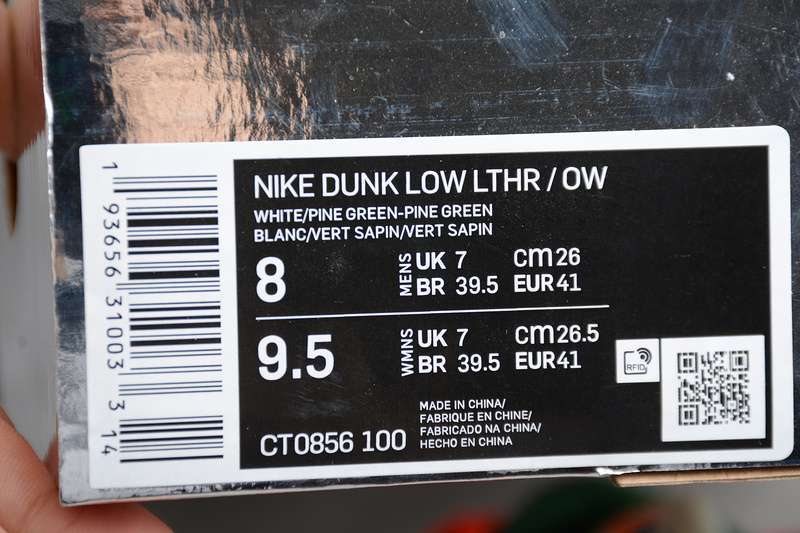 NIKE DUNK LOW LTHR / OW
WHITE/PINE GREEN-PINE GREEN
BLANC/VERT SAPIN/VERT SAPIN
8 MENS UK 7 cm 26
BR 39.5 EUR 41
9.5 WMNS UK 7 cm 26.5
BR 39.5 EUR 41
RFID
CT0856 100
MADE IN CHINA/
FABRIQUE EN CHINE/
FABRICADO NA CHINA/
HECHO EN CHINA
1 93656 31003 3 14